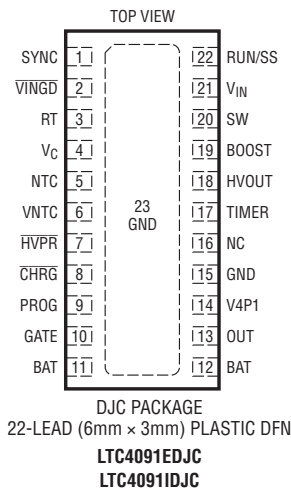 TOP VIEW
SYNC 1 22 RUN/SS
VINGD 2 21 VIN
RT 3 20 SW
VC 4 19 BOOST
NTC 5 18 HVOUT
VNTC 6 23 17 TIMER
HVPR 7 GND 16 NC
CHRG 8 15 GND
PROG 9 14 V4P1
GATE 10 13 OUT
BAT 11 12 BAT
DJC PACKAGE
22-LEAD (6mm × 3mm) PLASTIC DFN
LTC4091EDJC
LTC4091IDJC